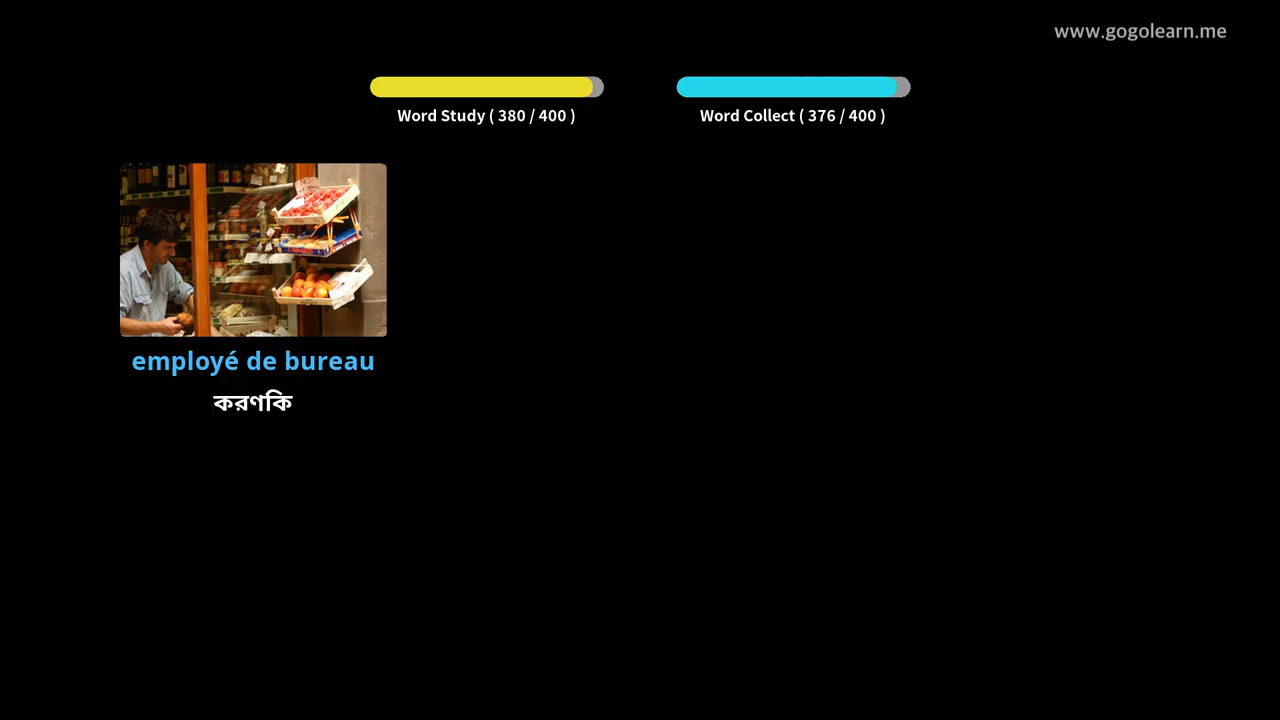 www.gogolearn.me
Word Study ( 380 / 400 )
Word Collect ( 376 / 400 )
employé de bureau
করণকি